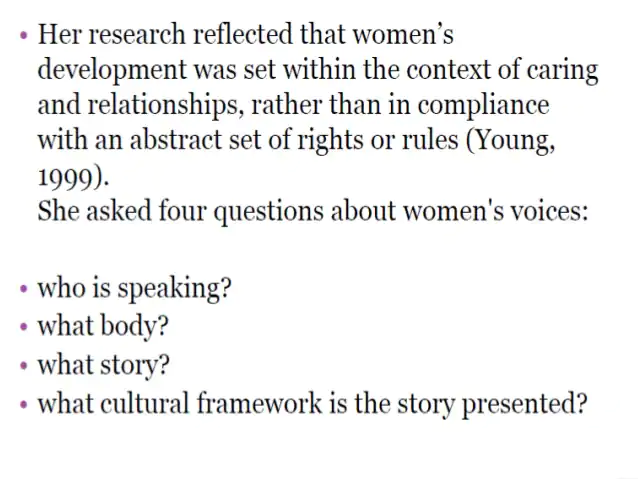 • Her research reflected that women’s
development was set within the context of caring
and relationships, rather than in compliance
with an abstract set of rights or rules (Young,
1999).
She asked four questions about women's voices:
• who is speaking?
• what body?
• what story?
• what cultural framework is the story presented?